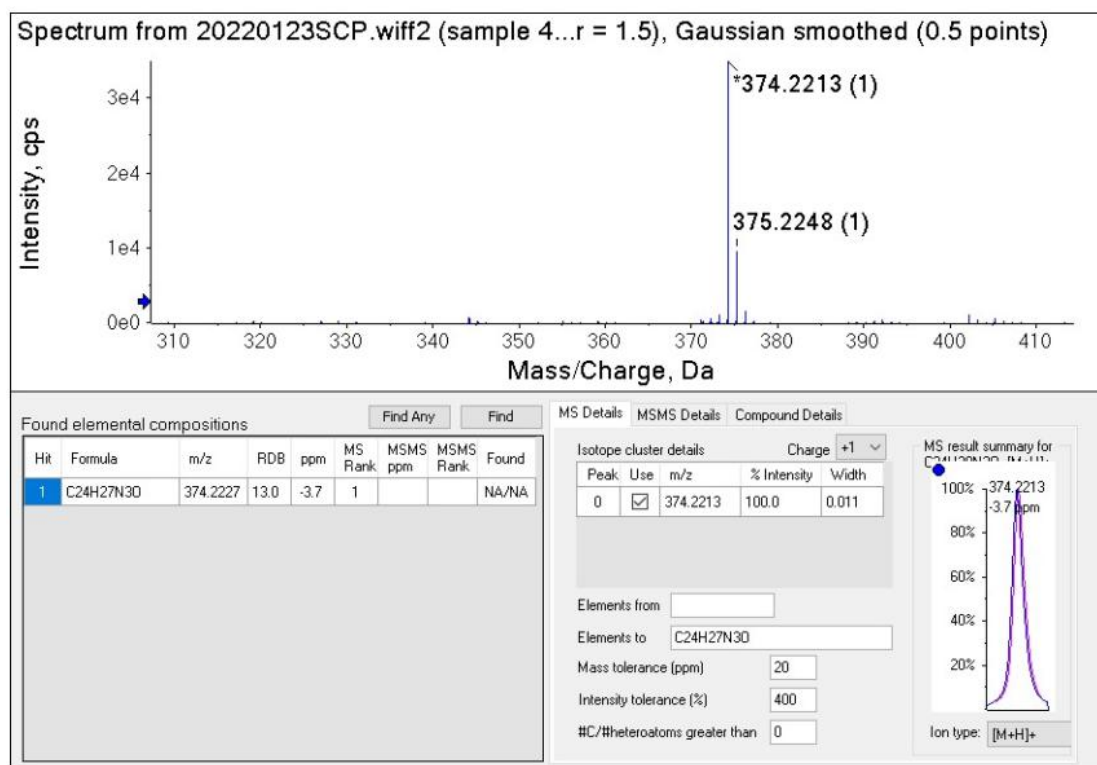 Spectrum from 20220123SCP.wiff2 (sample 4...r = 1.5), Gaussian smoothed (0.5 points)
Intensity, cps
3e4
2e4
1e4
0e0
*374.2213 (1)
375.2248 (1)
310 320 330 340 350 360 370 380 390 400 410
Mass/Charge, Da
Found elemental compositions
Find Any
Find
Hit Formula m/z RDB ppm MS Rank MSMS ppm MSMS Rank Found
1 C24H27N3O 374.2227 13.0 -3.7 1 NA/NA
MS Details MSMS Details Compound Details
Isotope cluster details
Charge +1
Peak Use m/z % Intensity Width
0 374.2213 100.0 0.011
Elements from
Elements to C24H27N3O
Mass tolerance (ppm) 20
Intensity tolerance (%) 400
#C/#heteroatoms greater than 0
MS result summary for
374.2213
-3.7 ppm
100%
80%
60%
40%
20%
Ion type: [M+H]+